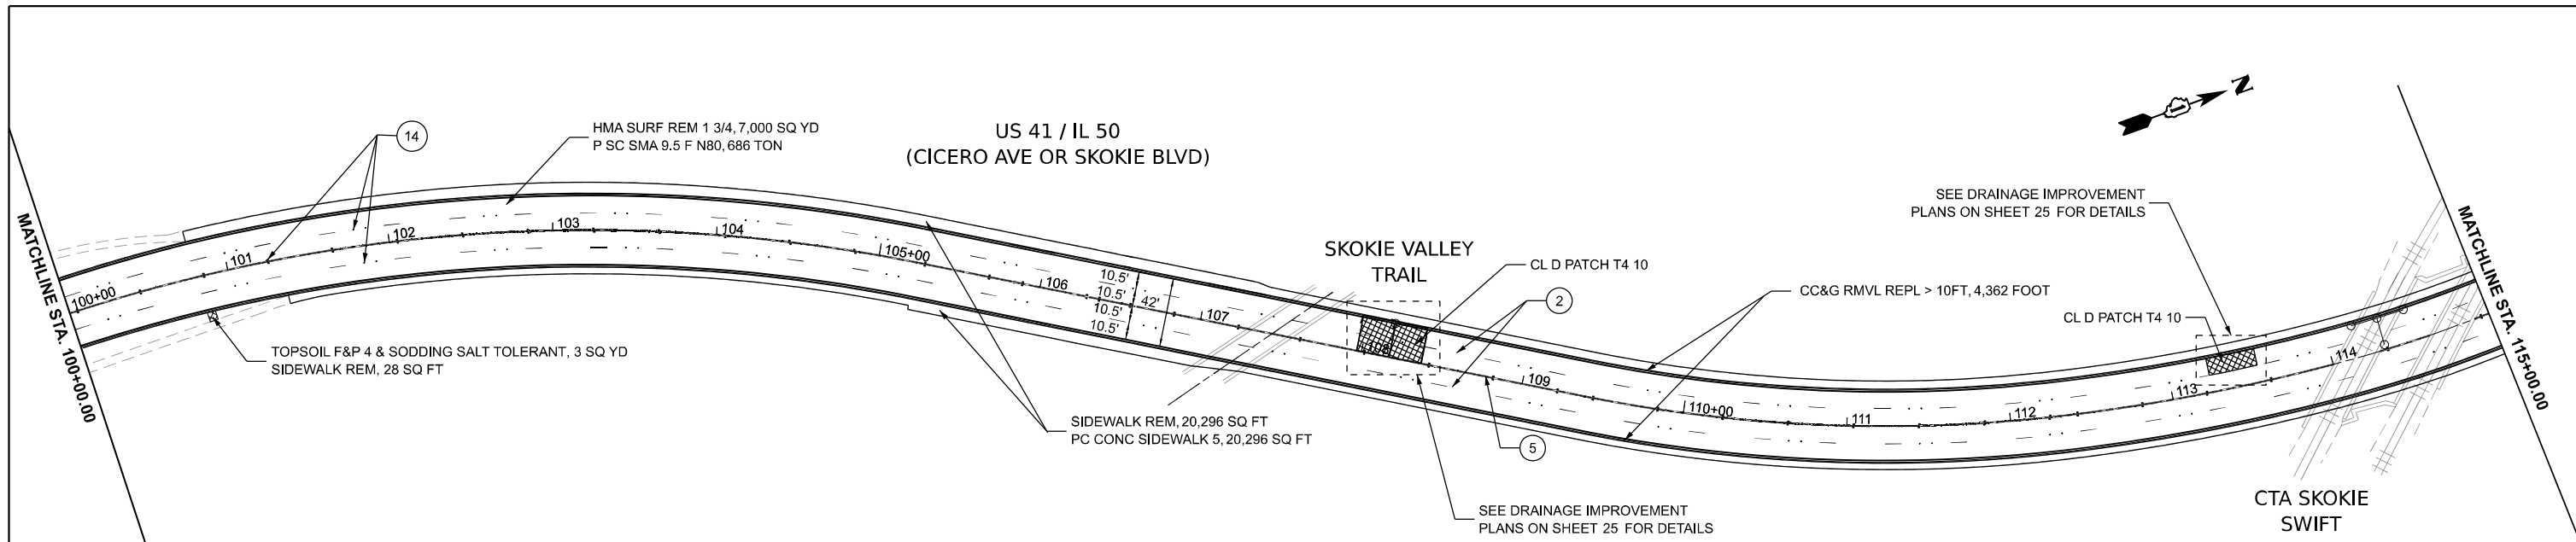 HMA SURF REM 1 3/4, 7,000 SQ YD
P SC SMA 9.5 F N80, 686 TON
14
US 41 / IL 50
(CICERO AVE OR SKOKIE BLVD)
N
SEE DRAINAGE IMPROVEMENT
PLANS ON SHEET 25 FOR DETAILS
MATCHLINE STA. 100+00.00
100+00
101
102
103
104
105+00
106
10.5'
10.5'
10.5'
10.5'
42'
107
108
109
110+00
111
112
113
114
MATCHLINE STA. 115+00.00
SKOKIE VALLEY
TRAIL
CL D PATCH T4 10
2
CC&G RMVL REPL > 10FT, 4,362 FOOT
CL D PATCH T4 10
TOPSOIL F&P 4 & SODDING SALT TOLERANT, 3 SQ YD
SIDEWALK REM, 28 SQ FT
SIDEWALK REM, 20,296 SQ FT
PC CONC SIDEWALK 5, 20,296 SQ FT
5
SEE DRAINAGE IMPROVEMENT
PLANS ON SHEET 25 FOR DETAILS
CTA SKOKIE
SWIFT